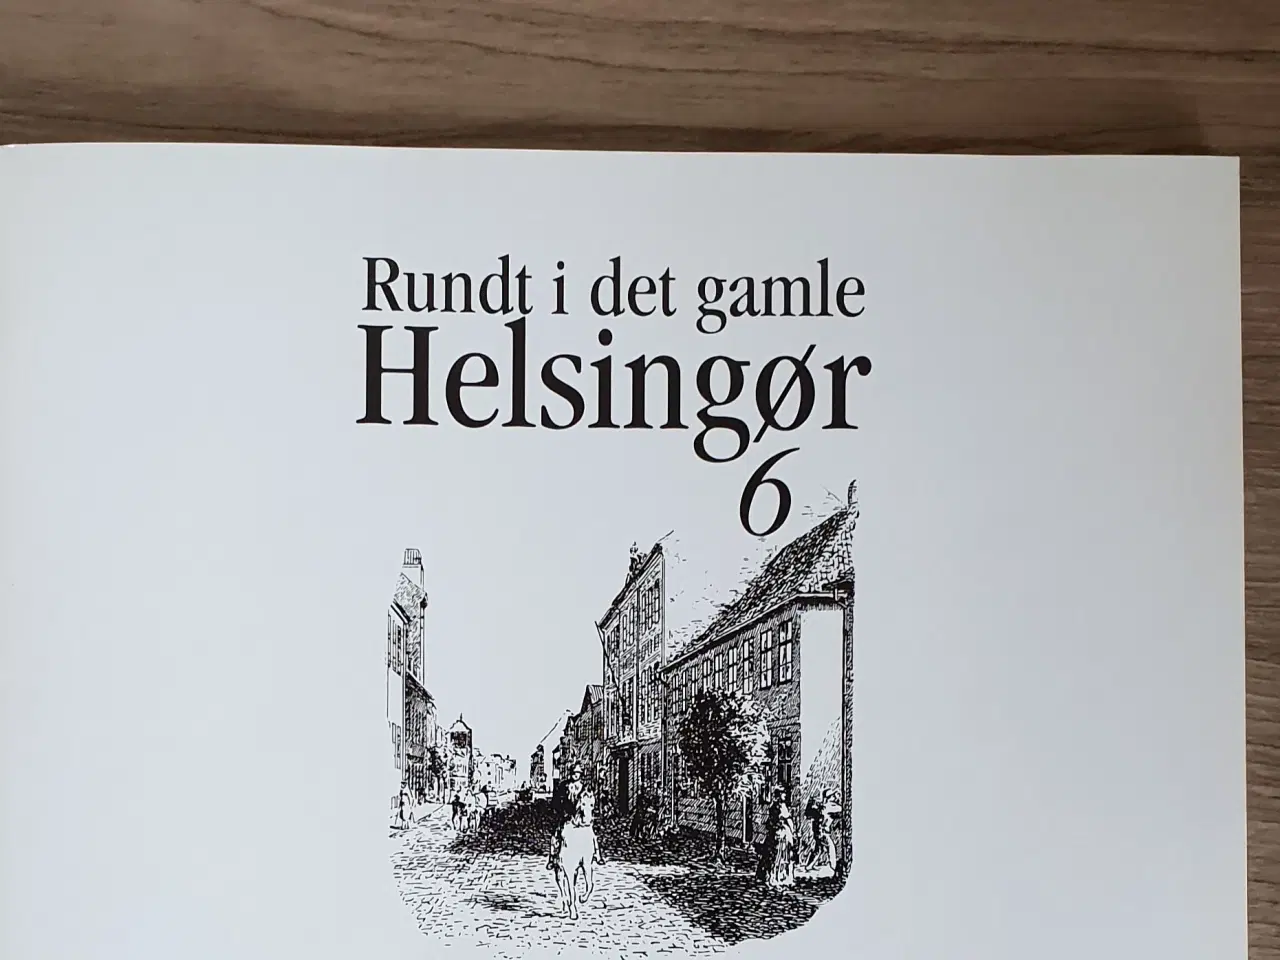 Rundt i det gamle
Helsingør
6